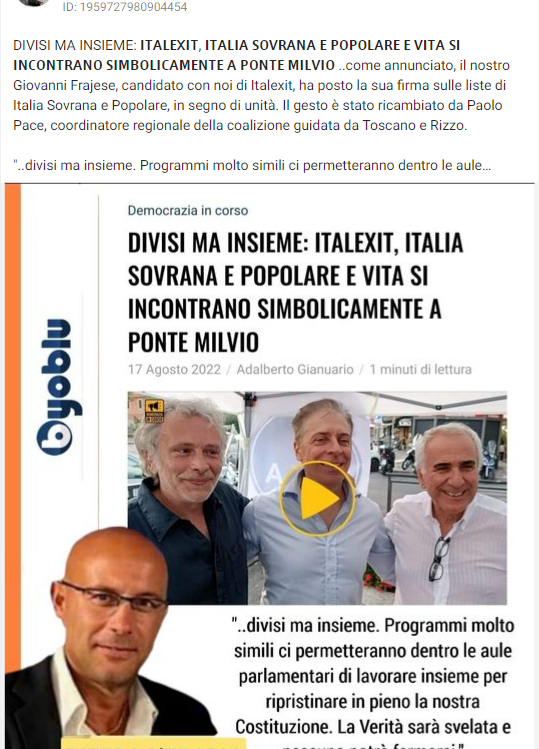 ID: 1959727980904454
DIVISI MA INSIEME: ITALEXIT, ITALIA SOVRANA E POPOLARE E VITA SI
INCONTRANO SIMBOLICAMENTE A PONTE MILVIO ..come annunciato, il nostro
Giovanni Frajese, candidato con noi di Italexit, ha posto la sua firma sulle liste di
Italia Sovrana e Popolare, in segno di unità. Il gesto è stato ricambiato da Paolo
Pace, coordinatore regionale della coalizione guidata da Toscano e Rizzo.
"..divisi ma insieme. Programmi molto simili ci permetteranno dentro le aule...
Democrazia in corso
DIVISI MA INSIEME: ITALEXIT, ITALIA
SOVRANA E POPOLARE E VITA SI
INCONTRANO SIMBOLICAMENTE A
PONTE MILVIO
17 Agosto 2022 / Adalberto Gianuario / 1 minuti di lettura
byoblu
A
"..divisi ma insieme. Programmi molto
simili ci permetteranno dentro le aule
parlamentari di lavorare insieme per
ripristinare in pieno la nostra
Costituzione. La Verità sarà svelata e